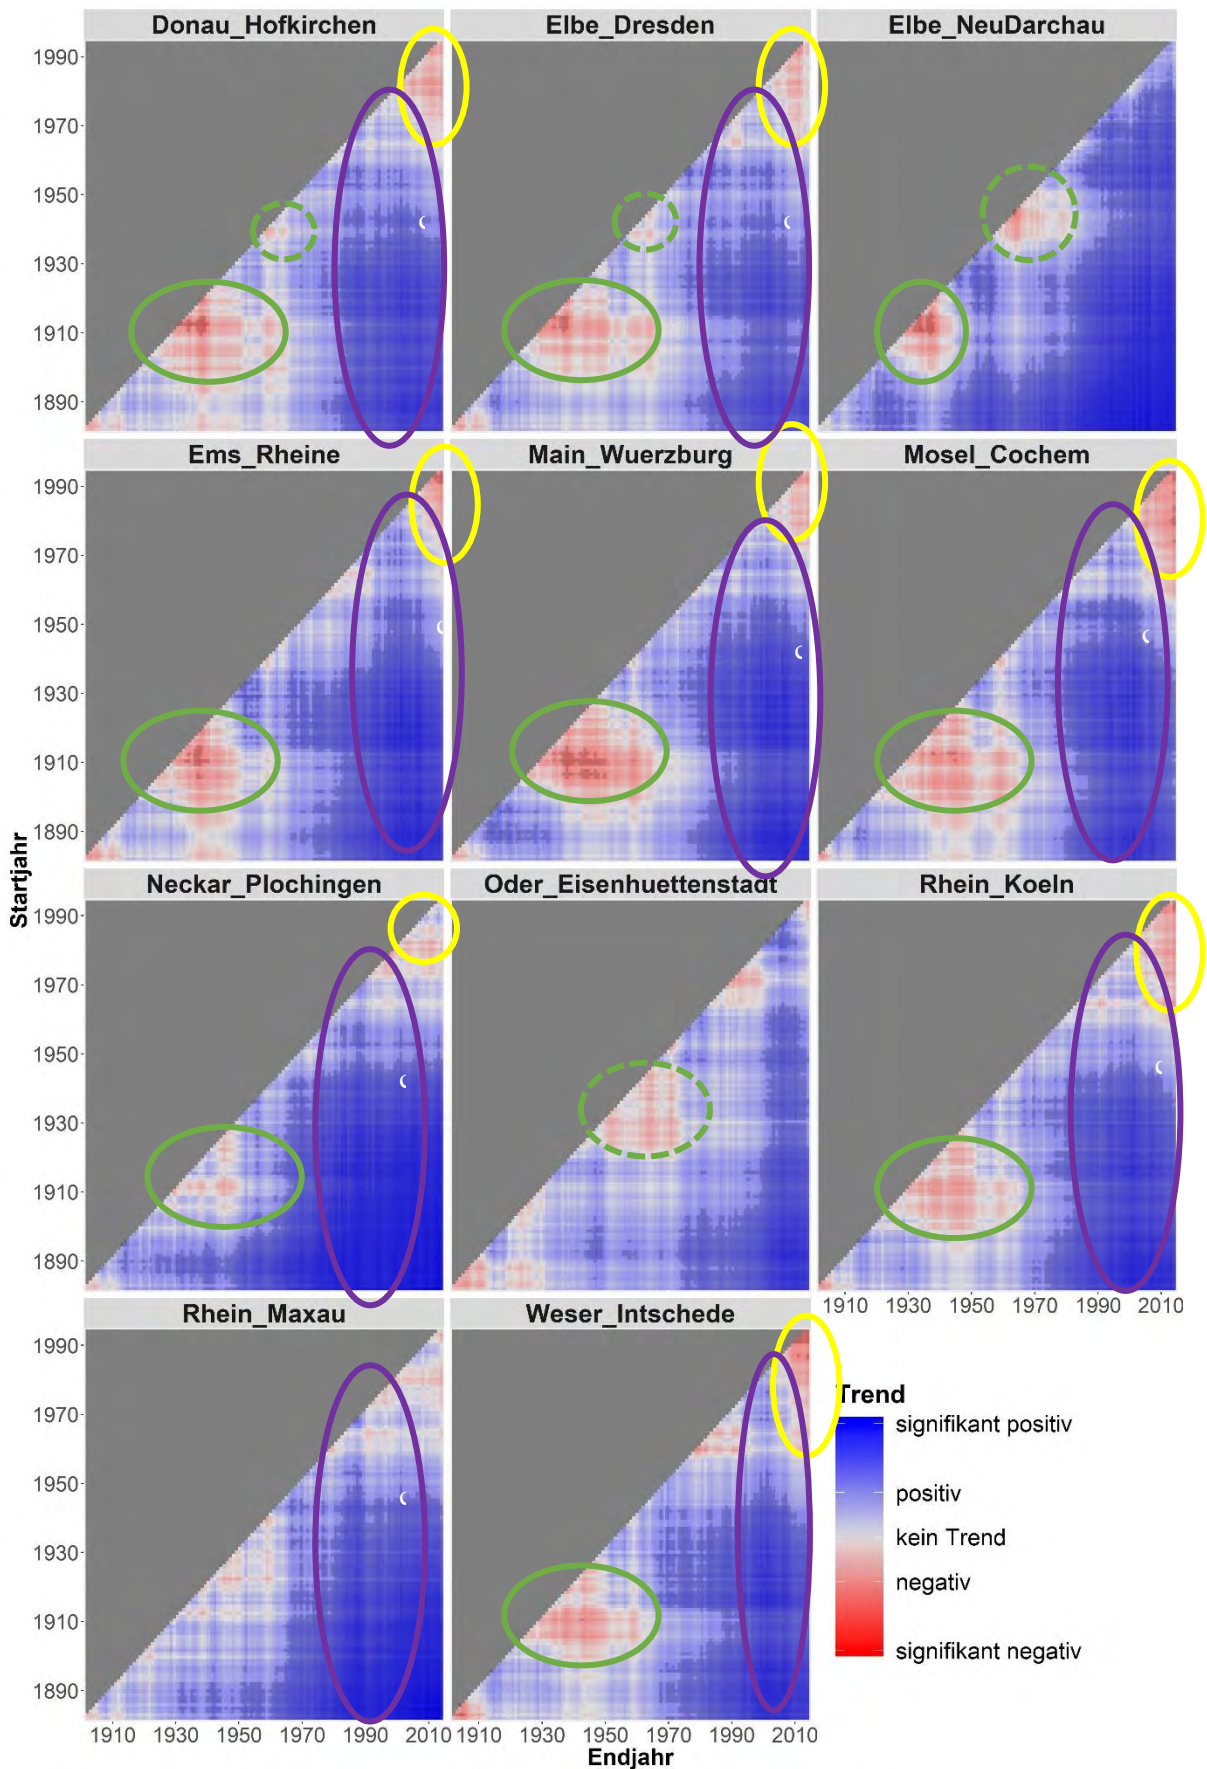 Donau_Hofkirchen Elbe_Dresden Elbe_NeuDarchau
1990
1970
1950
1930
1910
1890
Ems_Rheine Main_Wuerzburg Mosel_Cochem
1990
1970
1950
1930
1910
1890
Startjahr
Neckar_Plochingen Oder_Eisenhuettenstadt Rhein_Koeln
1990
1970
1950
1930
1910
1890
1910 1930 1950 1970 1990 2010
Rhein_Maxau Weser_Intschede
1990
1970
1950
1930
1910
1890
1910 1930 1950 1970 1990 2010 1910 1930 1950 1970 1990 2010
Endjahr
Trend
signifikant positiv
positiv
kein Trend
negativ
signifikant negativ